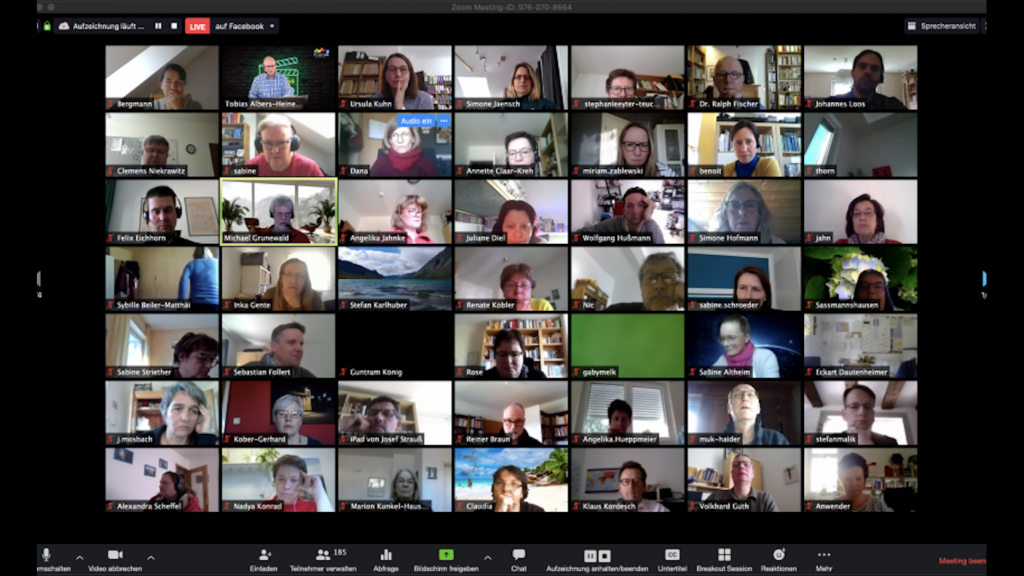 Zoom Meeting-ID: 976-070-8664
Aufzeichnung läuft ...
LIVE
auf Facebook
Sprecheransicht
Bergmann
Tobias Albers-Heine...
Ursula Kuhn
Simone Jaensch
stephanieeyter-teuc...
Dr. Ralph Fischer
Johannes Loos
Audio ein
Clemens Niekrawitz
sabine
Dana
Annette Claar-Kreh
miriam.zablewski
benoit
thorn
Felix Eichhorn
Michael Grunewald
Angelika Jahnke
Juliane Diel
Wolfgang Hußmann
Simone Hofmann
jahn
Sybille Beiler-Matthäi
Inka Gente
Stefan Karlhuber
Renate Köbler
Nic
sabine.schroeder
Sassmannshausen
Sabine Striether
Sebastian Follert
Guntram König
Rose
gabymelk
Saßine Altheim
Eckart Dautenheimer
j.mosbach
Kober-Gerhard
iPad von Josef Strauß
Reiner Braun
Angelika.Hueppmeier
muk-haider
stefanmalik
Alexandra Scheffel
Nadya Konrad
Marion Kunkel-Haus...
Claudia
Klaus Kordesch
Volkhard Guth
Anwender
185
mschalten
Video abbrechen
Einladen
Teilnehmer verwalten
Abfrage
Bildschirm freigeben
Chat
Aufzeichnung anhalten/beenden
CC
Untertitel
Breakout Session
Reaktionen
Mehr
Meeting been